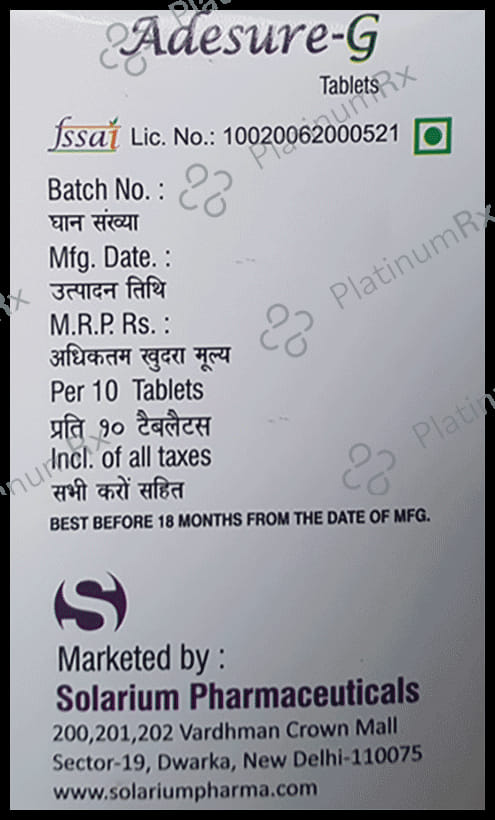 Adesure-G
Tablets
fssai Lic. No.: 10020062000521
Batch No. :
घान संख्या
Mfg. Date. :
उत्पादन तिथि
M.R.P. Rs. :
अधिकतम खुदरा मूल्य
Per 10 Tablets
प्रति १० टैबलैटस
Incl. of all taxes
सभी करों सहित
BEST BEFORE 18 MONTHS FROM THE DATE OF MFG.
Marketed by :
Solarium Pharmaceuticals
200,201,202 Vardhman Crown Mall
Sector-19, Dwarka, New Delhi-110075
www.solariumpharma.com
PlatinumRx
PlatinumRx